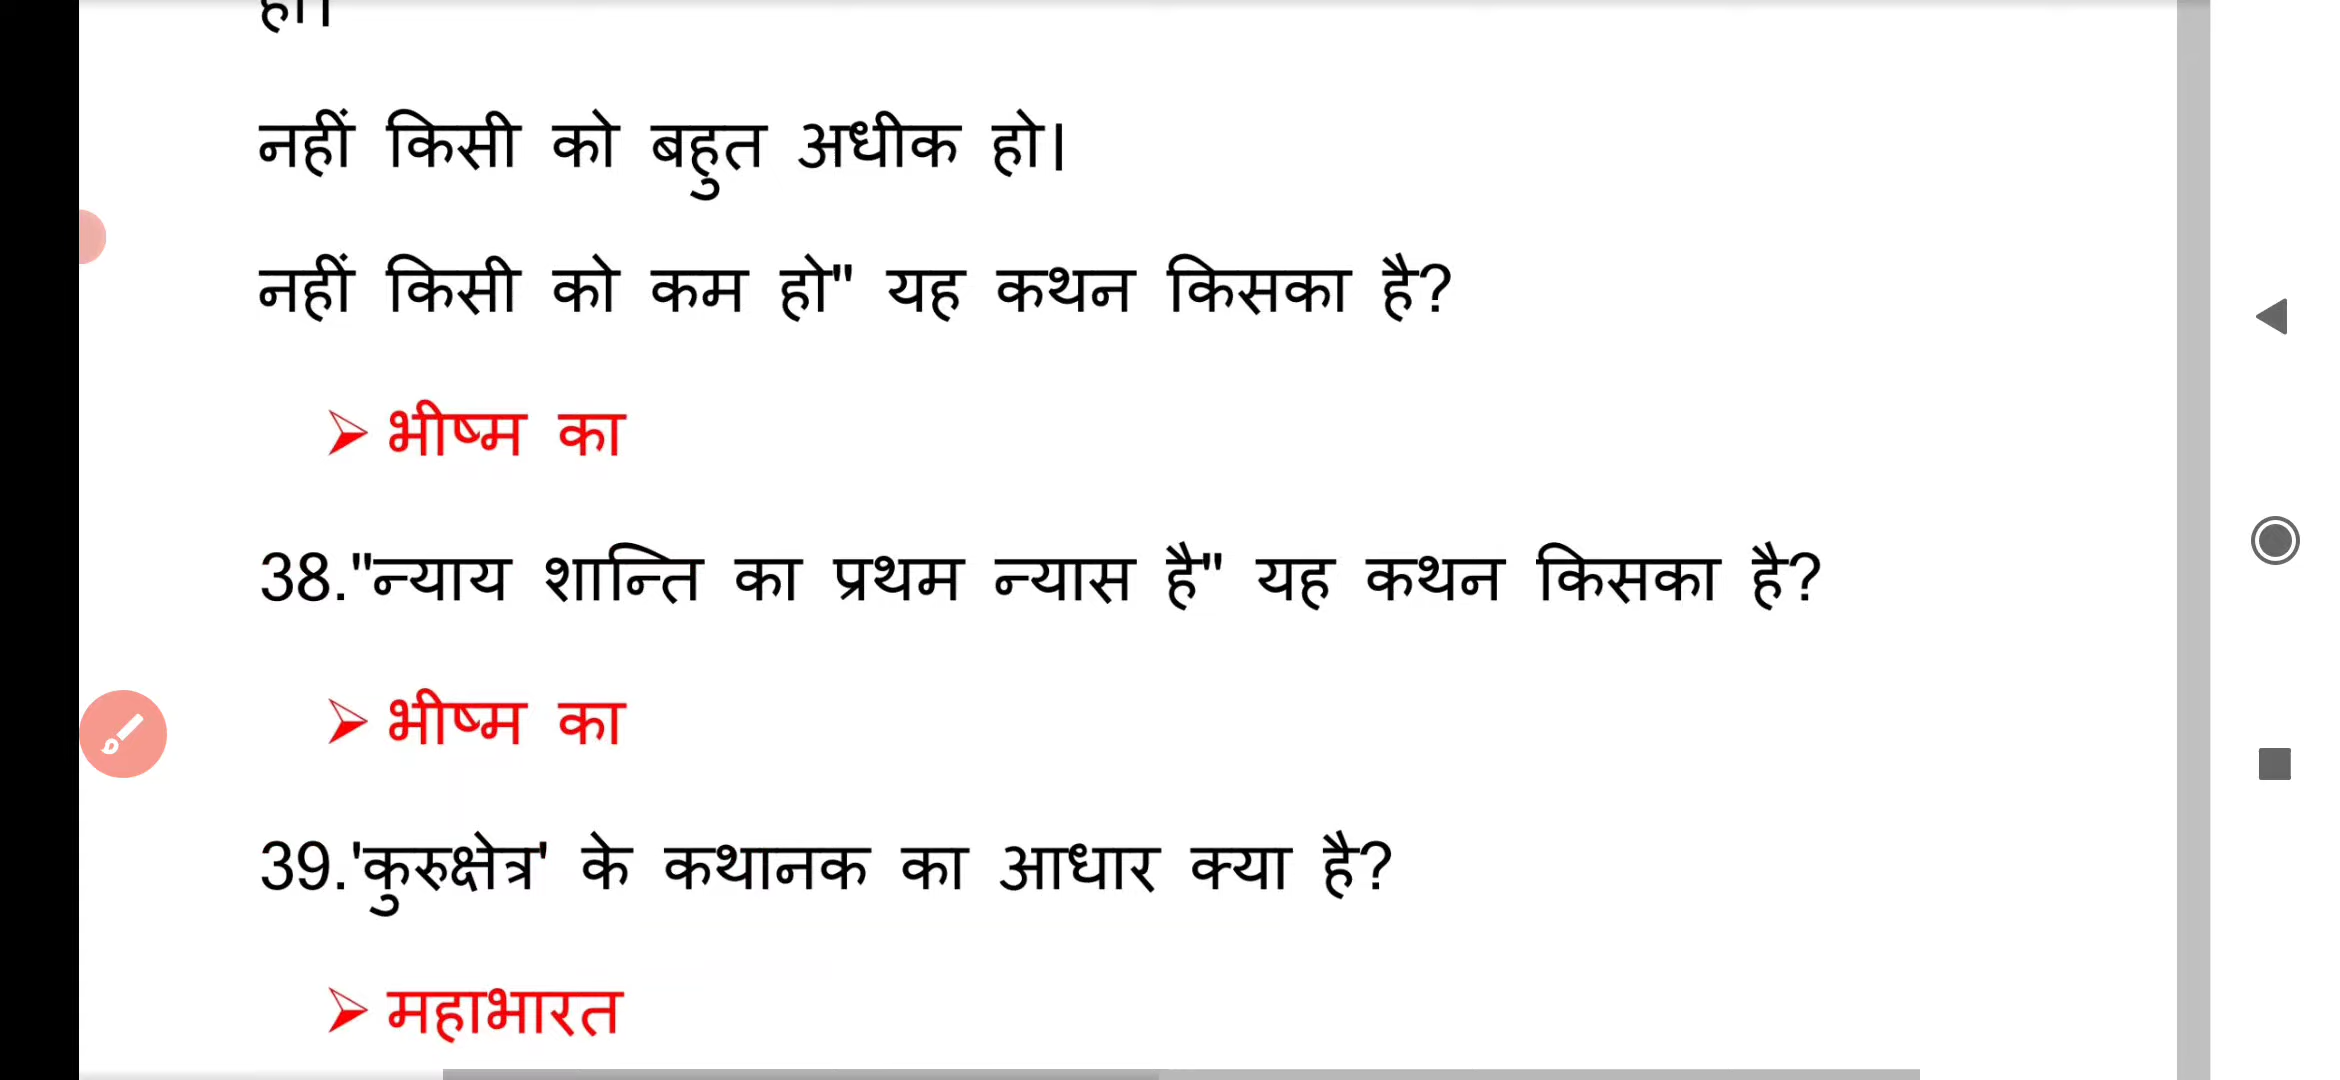 नहीं किसी को बहुत अधीक हो।
नहीं किसी को कम हो" यह कथन किसका है?
➢ भीष्म का
38."न्याय शान्ति का प्रथम न्यास है" यह कथन किसका है?
➢ भीष्म का
39.'कुरुक्षेत्र' के कथानक का आधार क्या है?
➢ महाभारत